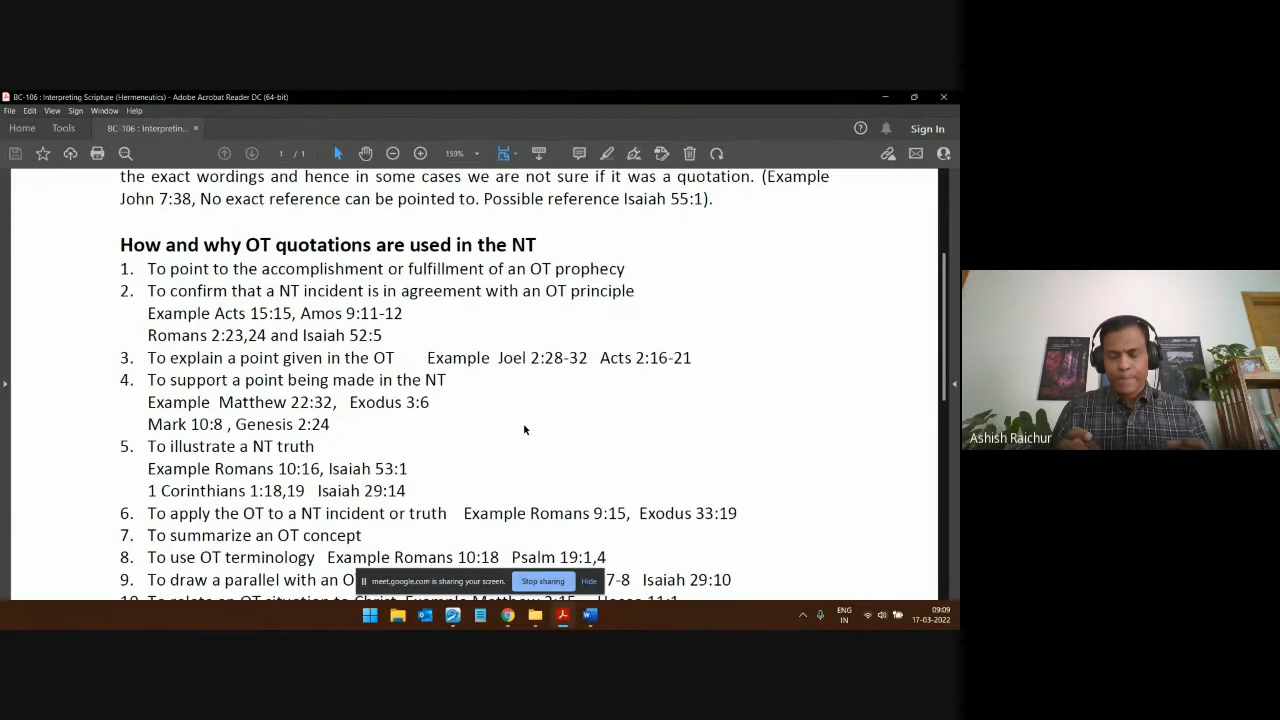 BC-106 : Interpreting Scripture (Hermeneutics) - Adobe Acrobat Reader DC (64-bit)
File Edit View Sign Window Help
Home Tools BC-106 : Interpretin... × Sign In
1 / 1 159%
the exact wordings and hence in some cases we are not sure if it was a quotation. (Example
John 7:38, No exact reference can be pointed to. Possible reference Isaiah 55:1).
How and why OT quotations are used in the NT
1. To point to the accomplishment or fulfillment of an OT prophecy
2. To confirm that a NT incident is in agreement with an OT principle
Example Acts 15:15, Amos 9:11-12
Romans 2:23,24 and Isaiah 52:5
3. To explain a point given in the OT Example Joel 2:28-32 Acts 2:16-21
4. To support a point being made in the NT
Example Matthew 22:32, Exodus 3:6
Mark 10:8 , Genesis 2:24
5. To illustrate a NT truth
Example Romans 10:16, Isaiah 53:1
1 Corinthians 1:18,19 Isaiah 29:14
6. To apply the OT to a NT incident or truth Example Romans 9:15, Exodus 33:19
7. To summarize an OT concept
8. To use OT terminology Example Romans 10:18 Psalm 19:1,4
9. To draw a parallel with an O 7-8 Isaiah 29:10
meet.google.com is sharing your screen. Stop sharing Hide
ENG
IN
09:09
17-03-2022
Ashish Raichur